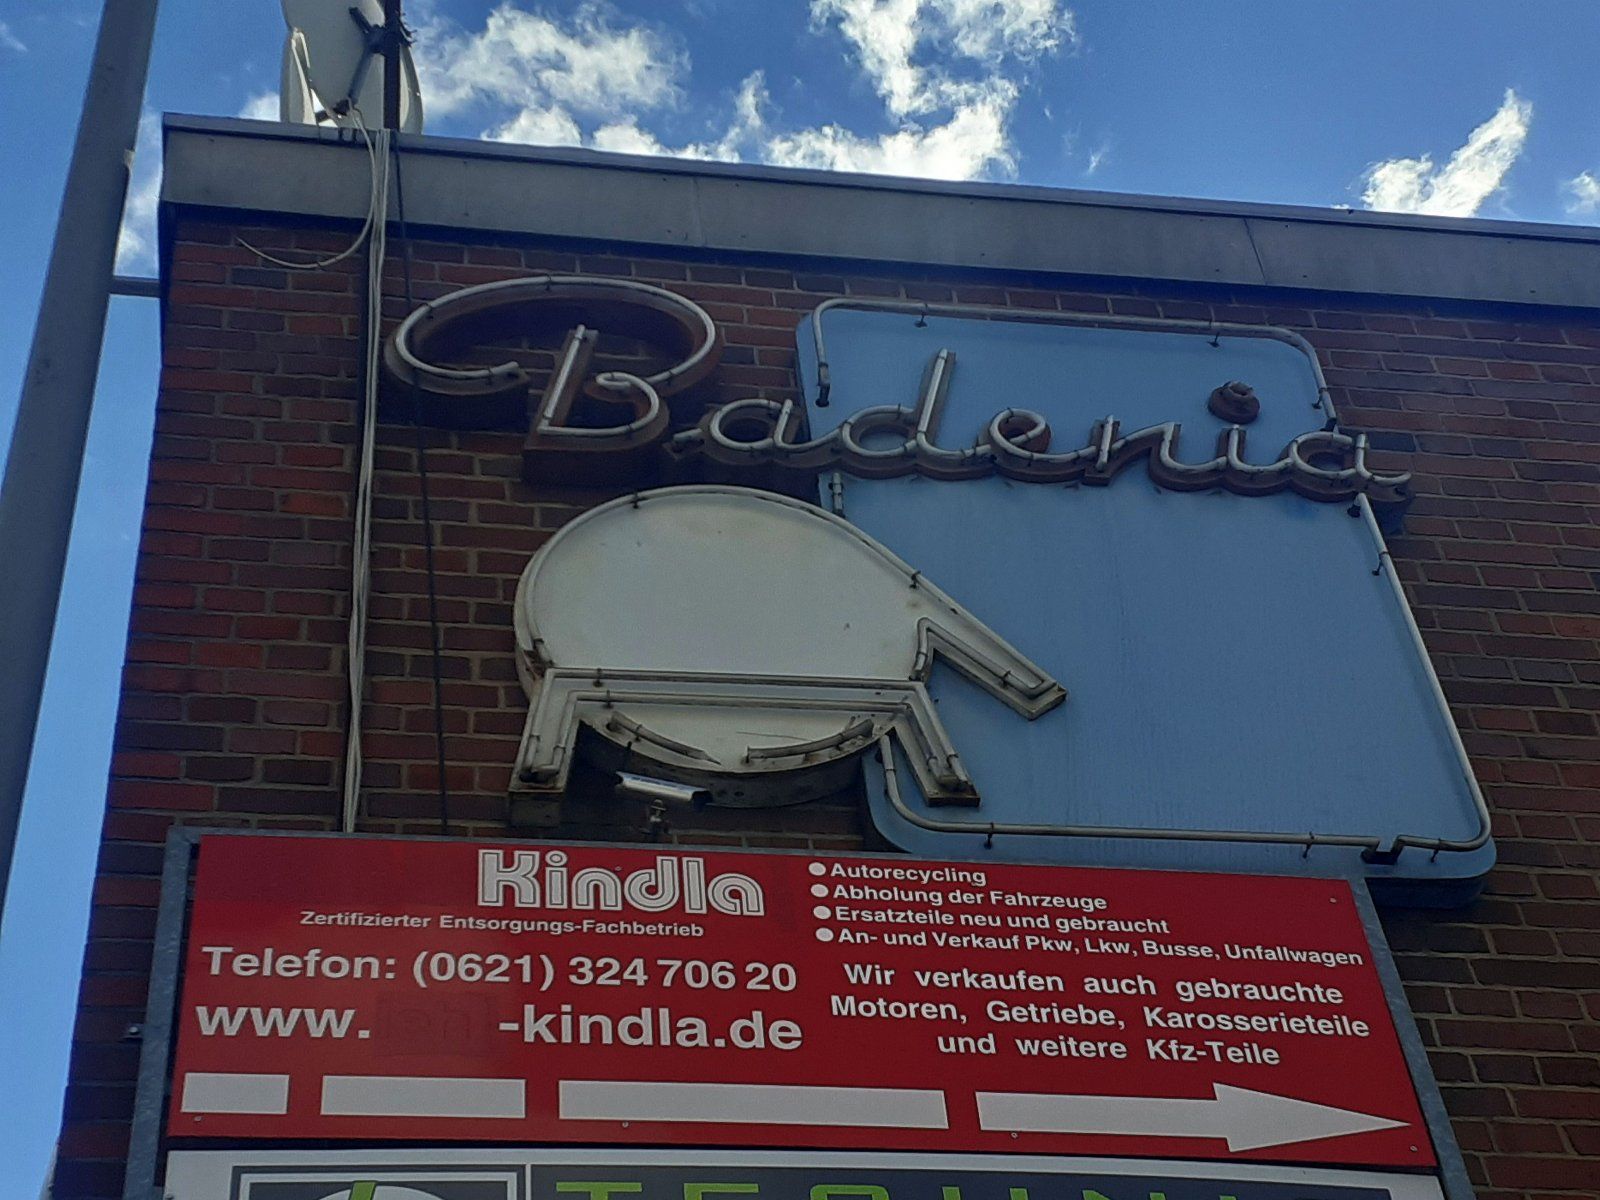 Badenia
Kindla
Zertifizierter Entsorgungs-Fachbetrieb
Telefon: (0621) 324 706 20
www. -kindla.de
● Autorecycling
● Abholung der Fahrzeuge
● Ersatzteile neu und gebraucht
● An- und Verkauf Pkw, Lkw, Busse, Unfallwagen
Wir verkaufen auch gebrauchte
Motoren, Getriebe, Karosserieteile
und weitere Kfz-Teile